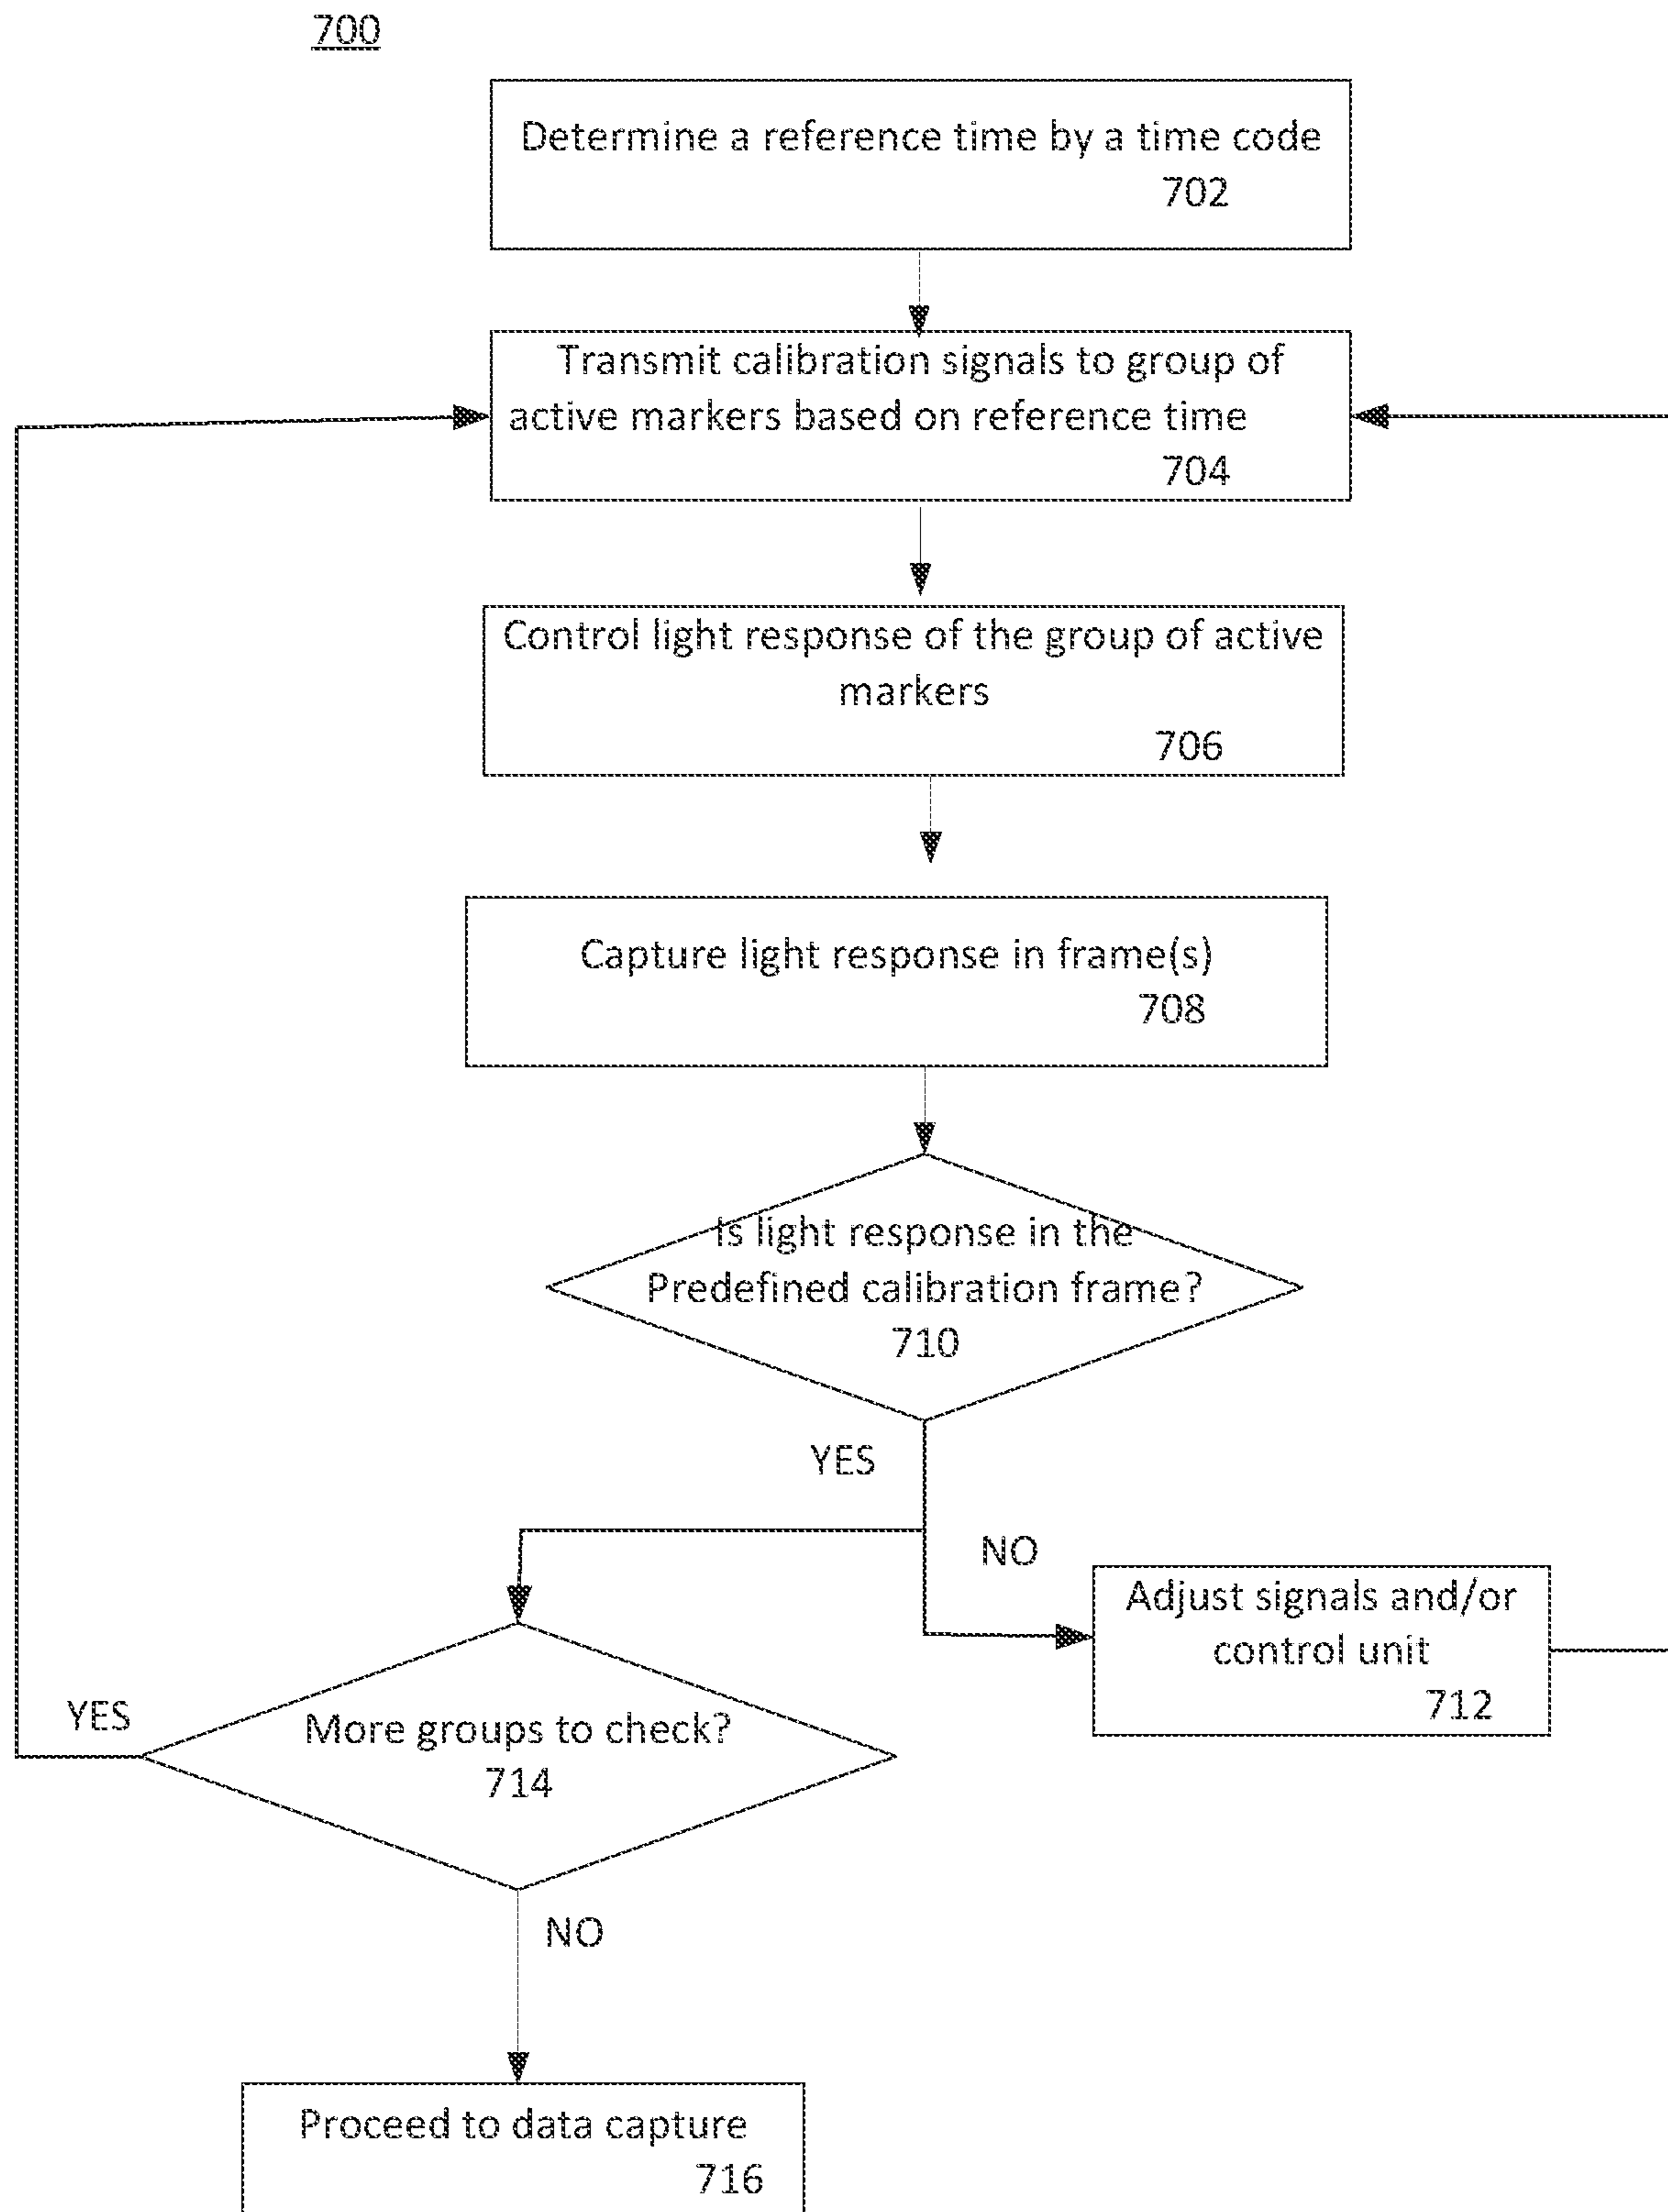 700
Determine a reference time by a time code
702
Transmit calibration signals to group of
active markers based on reference time
704
Control light response of the group of active
markers
706
Capture light response in frame(s)
708
Is light response in the
Predefined calibration frame?
710
YES
NO
Adjust signals and/or
control unit
712
YES
More groups to check?
714
NO
Proceed to data capture
716